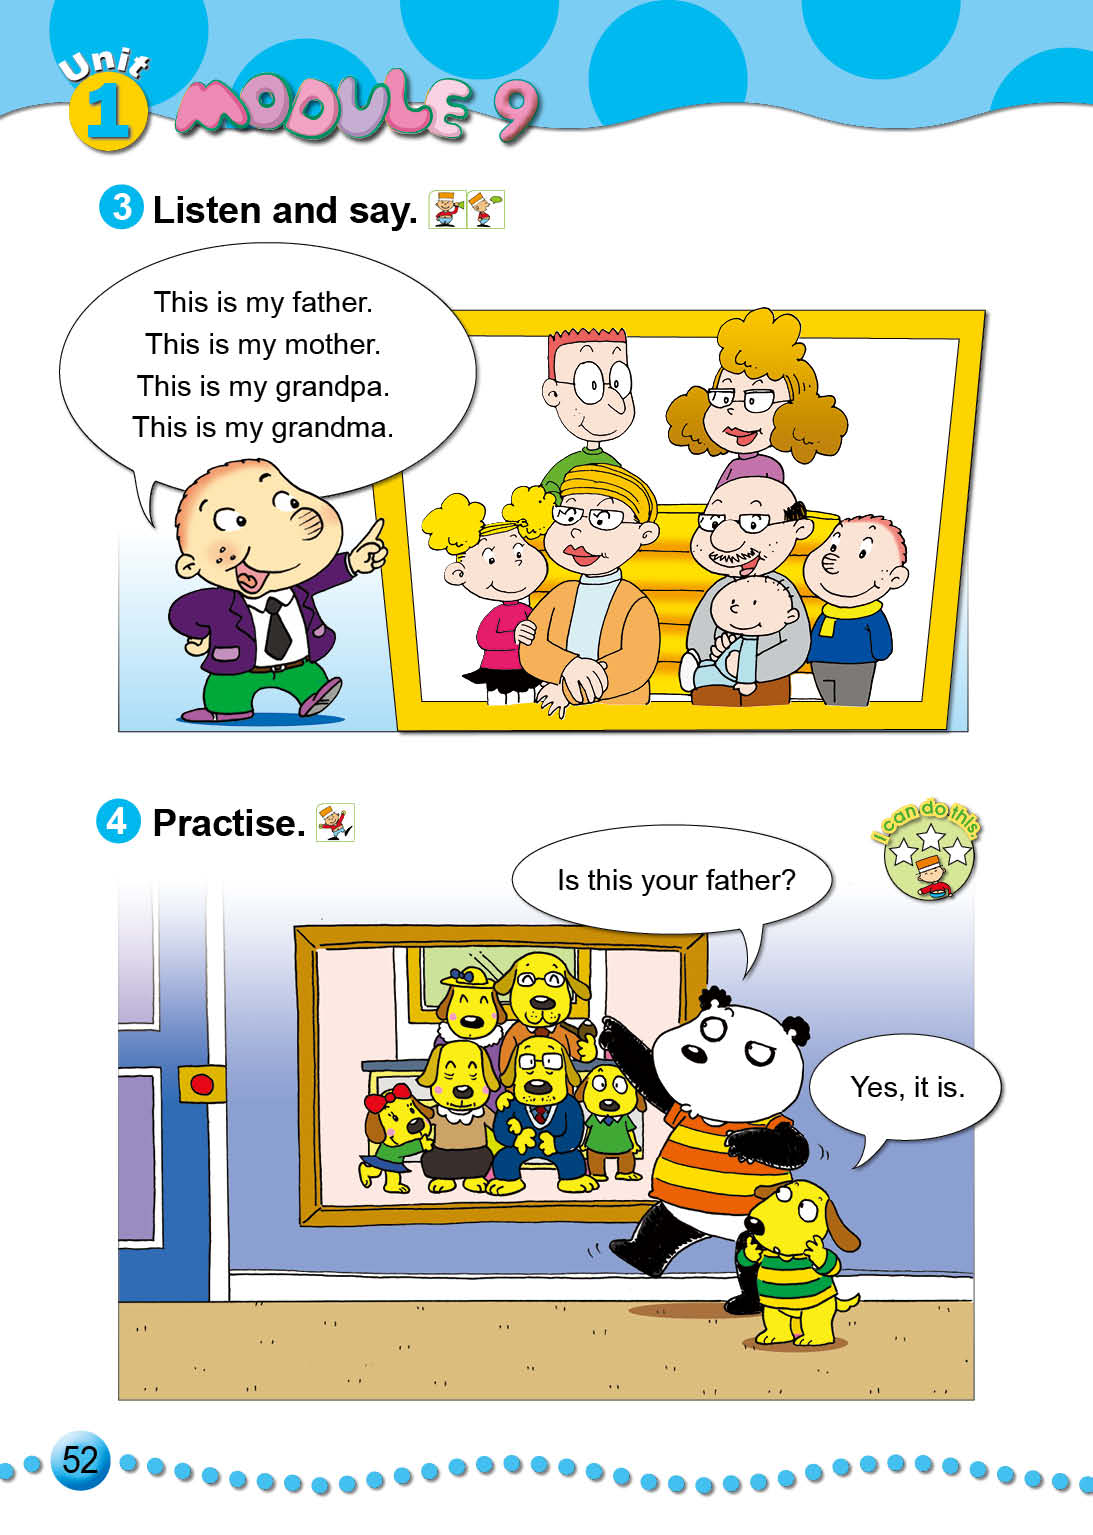 Unit
1 MODULE 9
3 Listen and say.
This is my father.
This is my mother.
This is my grandpa.
This is my grandma.
4 Practise.
I can do this.
Is this your father?
Yes, it is.
52